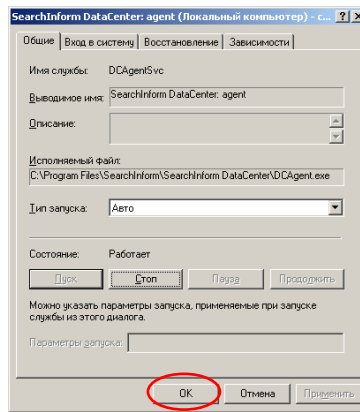 SearchInform DataCenter: agent (Локальный компьютер) - с...
Общие Вход в систему Восстановление Зависимости
Имя службы: DCAgentSvc
Выводимое имя: SearchInform DataCenter: agent
Описание:
Исполняемый файл:
C:\Program Files\SearchInform\SearchInform DataCenter\DCAgent.exe
Тип запуска: Авто
Состояние: Работает
Пуск Стоп Пауза Продолжить
Можно указать параметры запуска, применяемые при запуске
службы из этого диалога.
Параметры запуска:
OK Отмена Применить